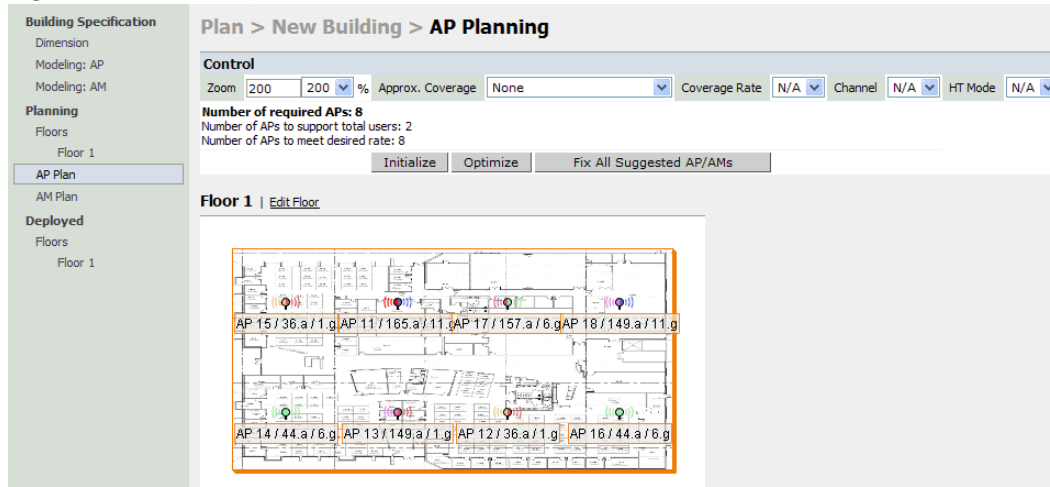 Building Specification
Dimension
Modeling: AP
Modeling: AM
Planning
Floors
Floor 1
AP Plan
AM Plan
Deployed
Floors
Floor 1
Plan > New Building > AP Planning
Control
Zoom 200 200 % Approx. Coverage None Coverage Rate N/A Channel N/A HT Mode N/A
Number of required APs: 8
Number of APs to support total users: 2
Number of APs to meet desired rate: 8
Initialize Optimize Fix All Suggested AP/AMs
Floor 1 | Edit Floor
AP 15 / 36.a / 1.g AP 11 / 165.a / 11.g AP 17 / 157.a / 6.g AP 18 / 149.a / 11.g
AP 14 / 44.a / 6.g AP 13 / 149.a / 1.g AP 12 / 36.a / 1.g AP 16 / 44.a / 6.g